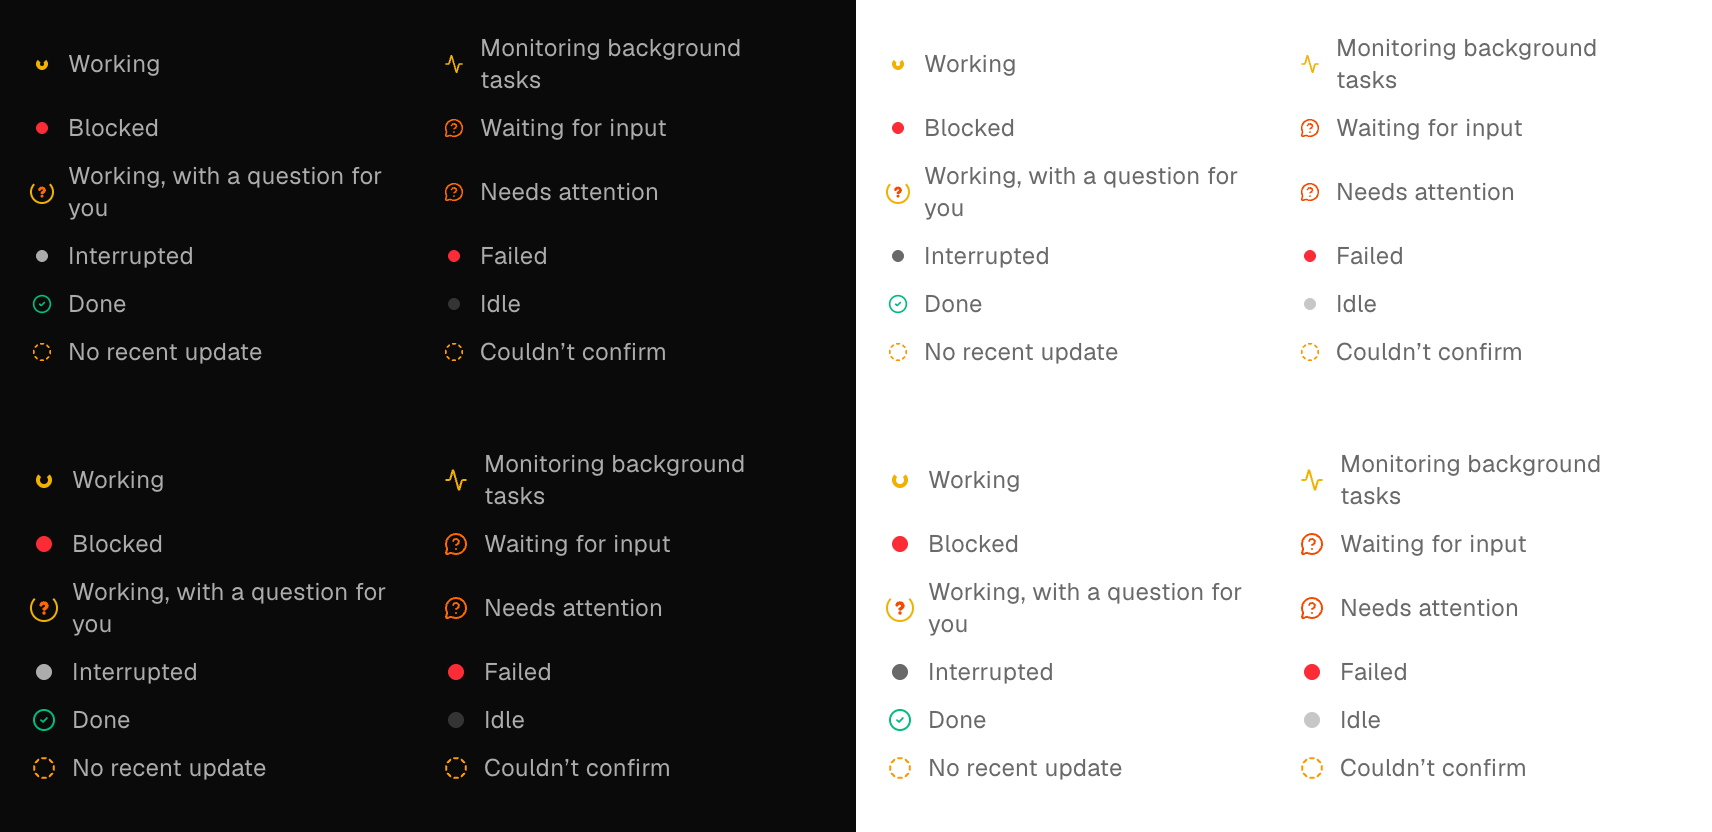 Working
Monitoring background
tasks
Blocked
Waiting for input
Working, with a question for
you
Needs attention
Interrupted
Failed
Done
Idle
No recent update
Couldn’t confirm
Working
Monitoring background
tasks
Blocked
Waiting for input
Working, with a question for
you
Needs attention
Interrupted
Failed
Done
Idle
No recent update
Couldn’t confirm
Working
Monitoring background
tasks
Blocked
Waiting for input
Working, with a question for
you
Needs attention
Interrupted
Failed
Done
Idle
No recent update
Couldn’t confirm
Working
Monitoring background
tasks
Blocked
Waiting for input
Working, with a question for
you
Needs attention
Interrupted
Failed
Done
Idle
No recent update
Couldn’t confirm